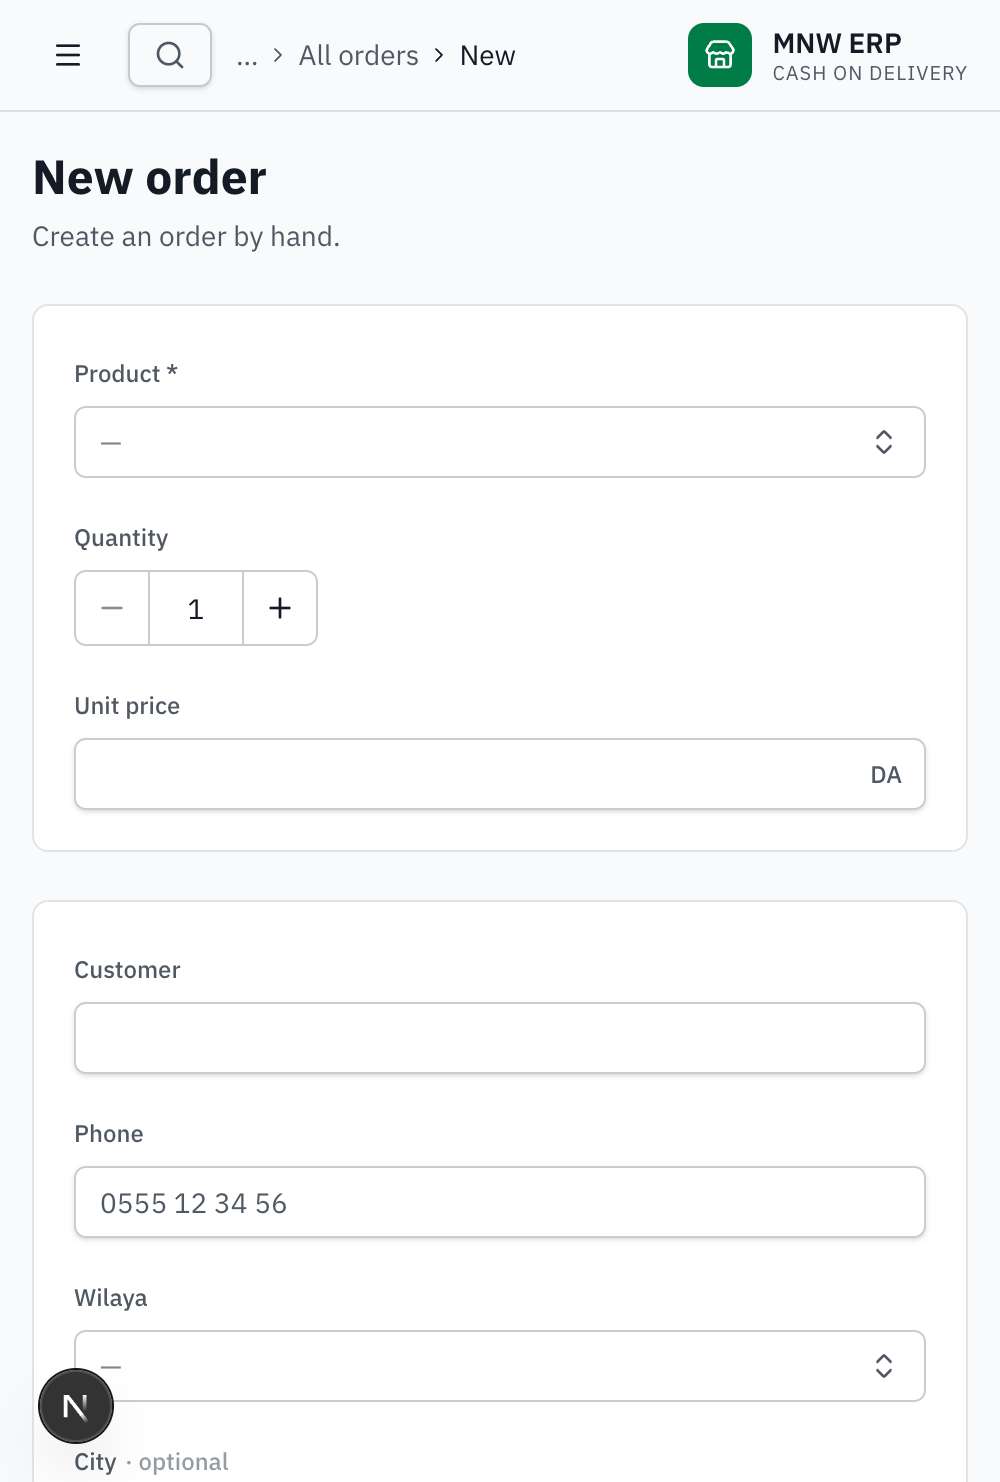 ... > All orders > New
MNW ERP
CASH ON DELIVERY
New order
Create an order by hand.
Product *
—
Quantity
— 1 +
Unit price
DA
Customer
Phone
0555 12 34 56
Wilaya
—
N
City · optional